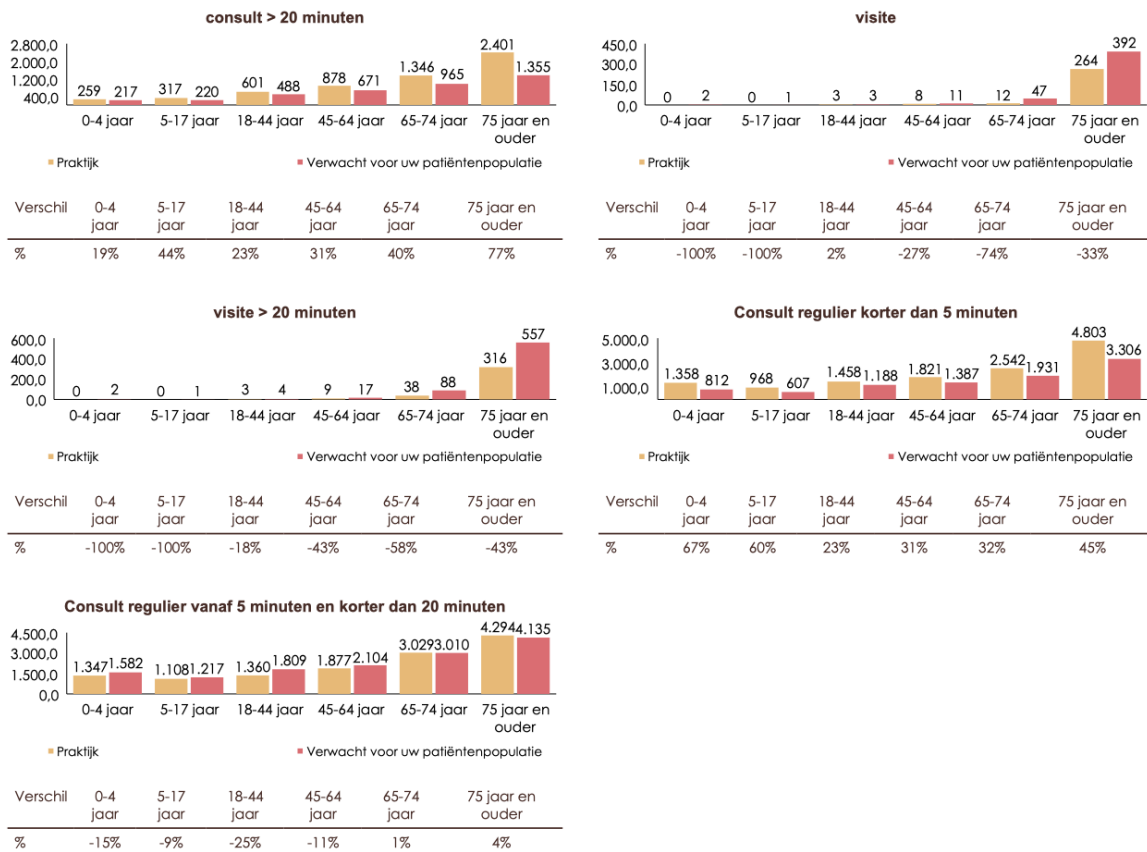 consult > 20 minuten
2.800,0
2.000,0
1.200,0
400,0
259 217 317 220 601 488 878 671 1.346 965 2.401 1.355
0-4 jaar 5-17 jaar 18-44 jaar 45-64 jaar 65-74 jaar 75 jaar en
ouder
Praktijk Verwacht voor uw patiëntenpopulatie
Verschil 0-4 5-17 18-44 45-64 65-74 75 jaar en
jaar jaar jaar jaar jaar ouder
% 19% 44% 23% 31% 40% 77%
visite
450,0
300,0
150,0
0,0
0 2 0 1 3 3 8 11 12 47 264 392
0-4 jaar 5-17 jaar 18-44 jaar 45-64 jaar 65-74 jaar 75 jaar en
ouder
Praktijk Verwacht voor uw patiëntenpopulatie
Verschil 0-4 5-17 18-44 45-64 65-74 75 jaar en
jaar jaar jaar jaar jaar ouder
% -100% -100% 2% -27% -74% -33%
visite > 20 minuten
600,0
400,0
200,0
0,0
0 2 0 1 3 4 9 17 38 88 316 557
0-4 jaar 5-17 jaar 18-44 jaar 45-64 jaar 65-74 jaar 75 jaar en
ouder
Praktijk Verwacht voor uw patiëntenpopulatie
Verschil 0-4 5-17 18-44 45-64 65-74 75 jaar en
jaar jaar jaar jaar jaar ouder
% -100% -100% -18% -43% -58% -43%
Consult regulier korter dan 5 minuten
5.000,0
3.000,0
1.000,0
1.358 812 968 607 1.458 1.188 1.821 1.387 2.542 1.931 4.803 3.306
0-4 jaar 5-17 jaar 18-44 jaar 45-64 jaar 65-74 jaar 75 jaar en
ouder
Praktijk Verwacht voor uw patiëntenpopulatie
Verschil 0-4 5-17 18-44 45-64 65-74 75 jaar en
jaar jaar jaar jaar jaar ouder
% 67% 60% 23% 31% 32% 45%
Consult regulier vanaf 5 minuten en korter dan 20 minuten
4.500,0
3.000,0
1.500,0
0,0
1.347 1.582 1.108 1.217 1.360 1.809 1.877 2.104 3.029 3.010 4.294 4.135
0-4 jaar 5-17 jaar 18-44 jaar 45-64 jaar 65-74 jaar 75 jaar en
ouder
Praktijk Verwacht voor uw patiëntenpopulatie
Verschil 0-4 5-17 18-44 45-64 65-74 75 jaar en
jaar jaar jaar jaar jaar ouder
% -15% -9% -25% -11% 1% 4%